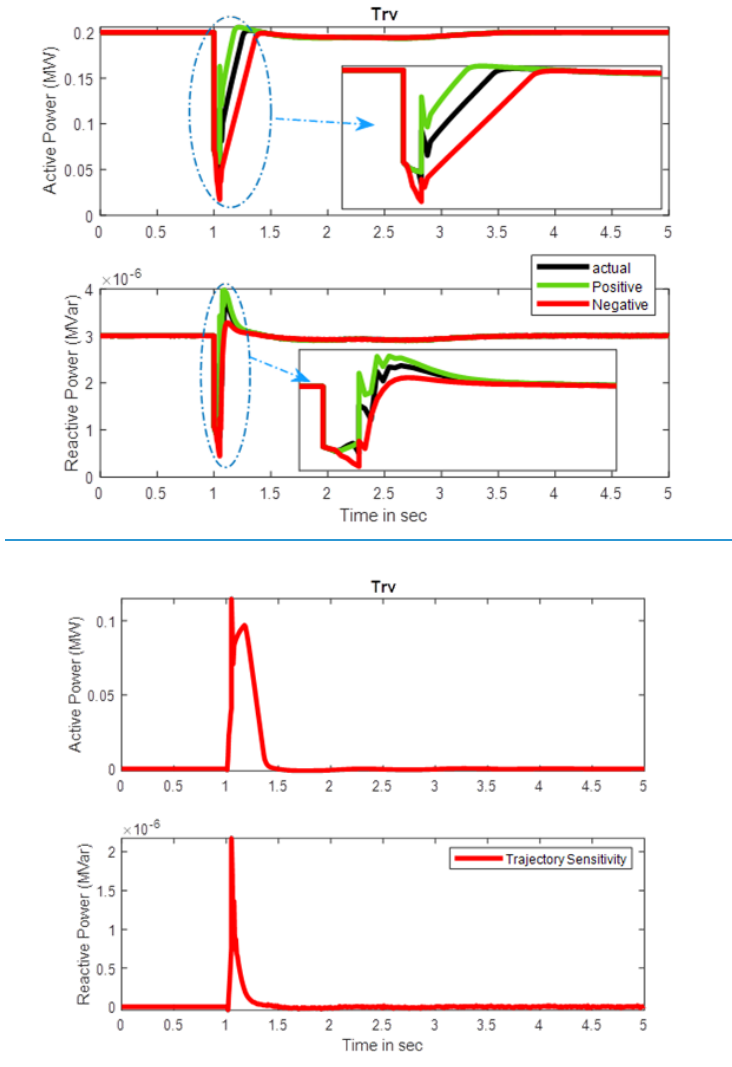 Trv
Active Power (MW)
0.2
0.15
0.1
0.05
0
0 0.5 1 1.5 2 2.5 3 3.5 4 4.5 5
×10-6
Reactive Power (MVar)
4
3
2
1
0
actual
Positive
Negative
0 0.5 1 1.5 2 2.5 3 3.5 4 4.5 5
Time in sec
Trv
Active Power (MW)
0.1
0.05
0
0 0.5 1 1.5 2 2.5 3 3.5 4 4.5 5
×10-6
Reactive Power (MVar)
2
1.5
1
0.5
0
Trajectory Sensitivity
0 0.5 1 1.5 2 2.5 3 3.5 4 4.5 5
Time in sec